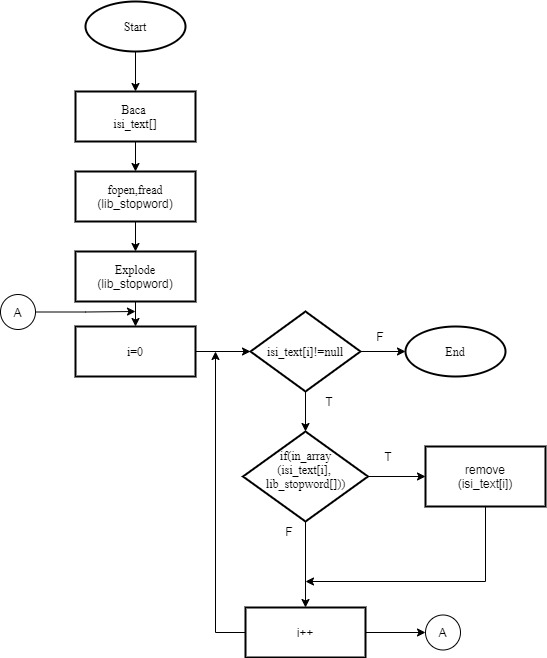 Start
Baca
isi_text[]
fopen,fread
(lib_stopword)
Explode
(lib_stopword)
A
i=0
isi_text[i]!=null
F
End
T
if(in_array
(isi_text[i],
lib_stopword[]))
T
remove
(isi_text[i])
F
i++
A